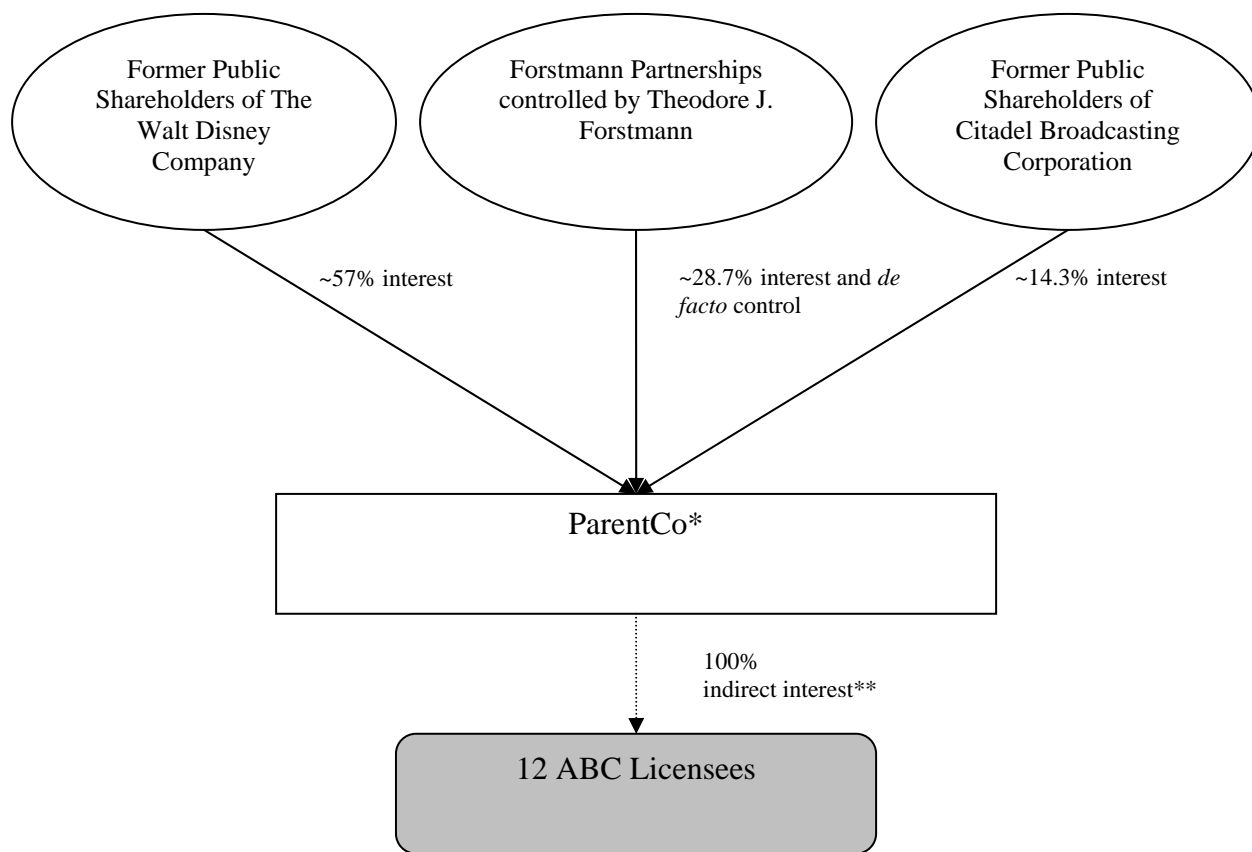 Former Public
Shareholders of The
Walt Disney
Company
Forstmann Partnerships
controlled by Theodore J.
Forstmann
Former Public
Shareholders of
Citadel Broadcasting
Corporation
~57% interest
~28.7% interest and de
facto control
~14.3% interest
ParentCo*
100%
indirect interest**
12 ABC Licensees